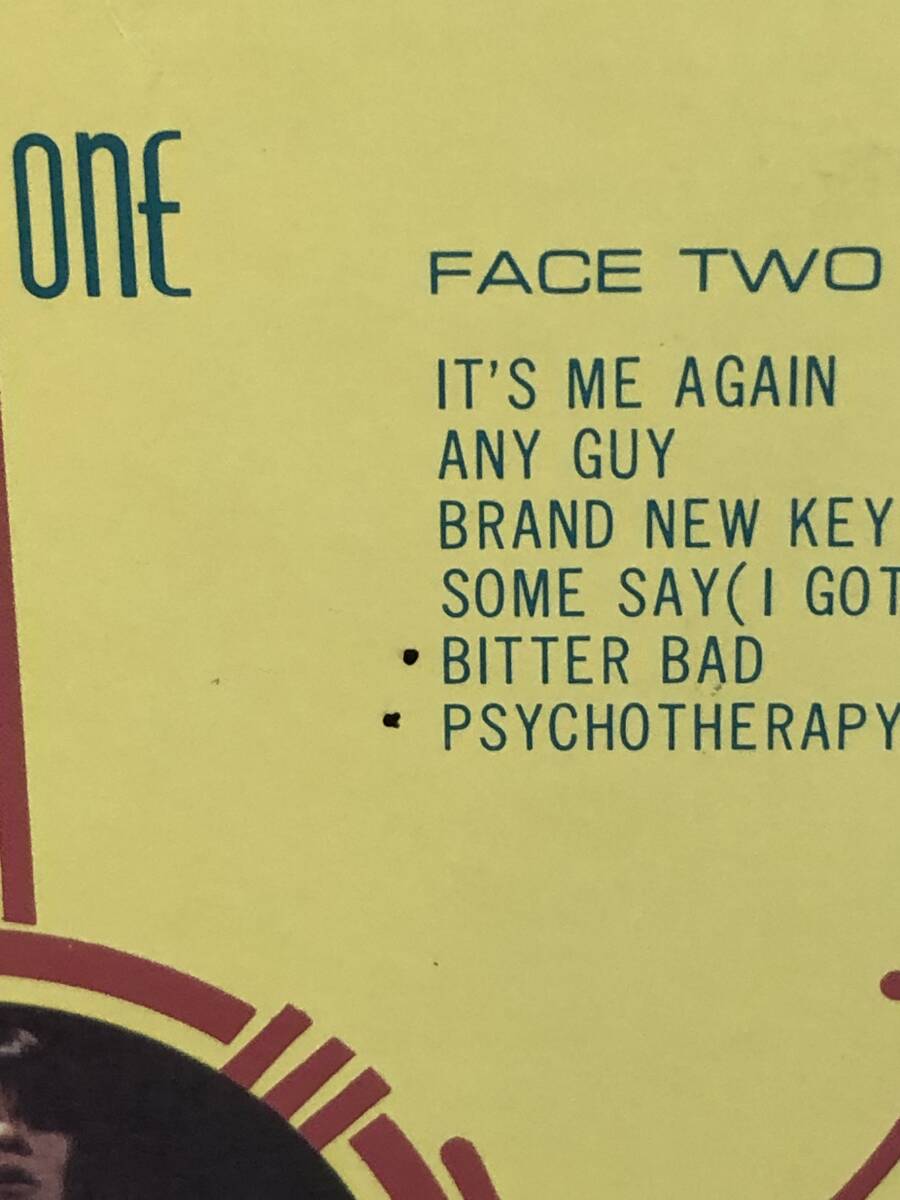 one
FACE TWO
IT'S ME AGAIN
ANY GUY
BRAND NEW KEY
SOME SAY(I GOT
BITTER BAD
PSYCHOTHERAPY